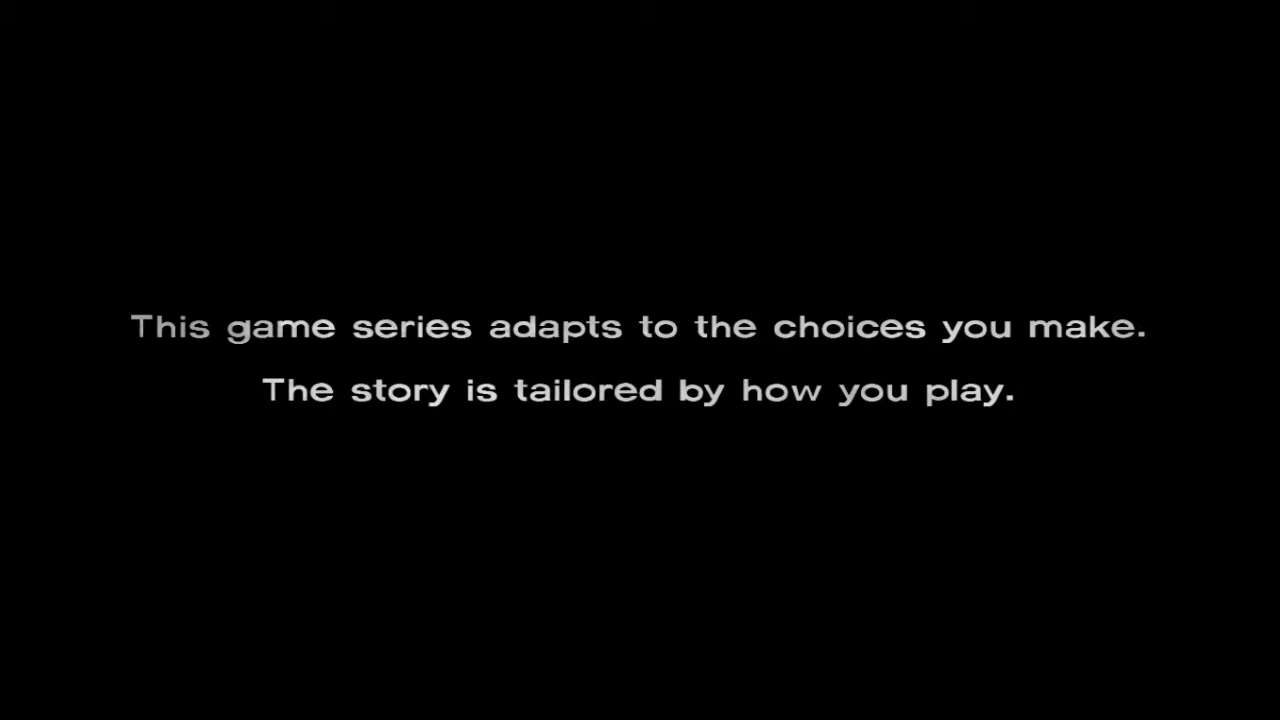 This game series adapts to the choices you make.
The story is tailored by how you play.